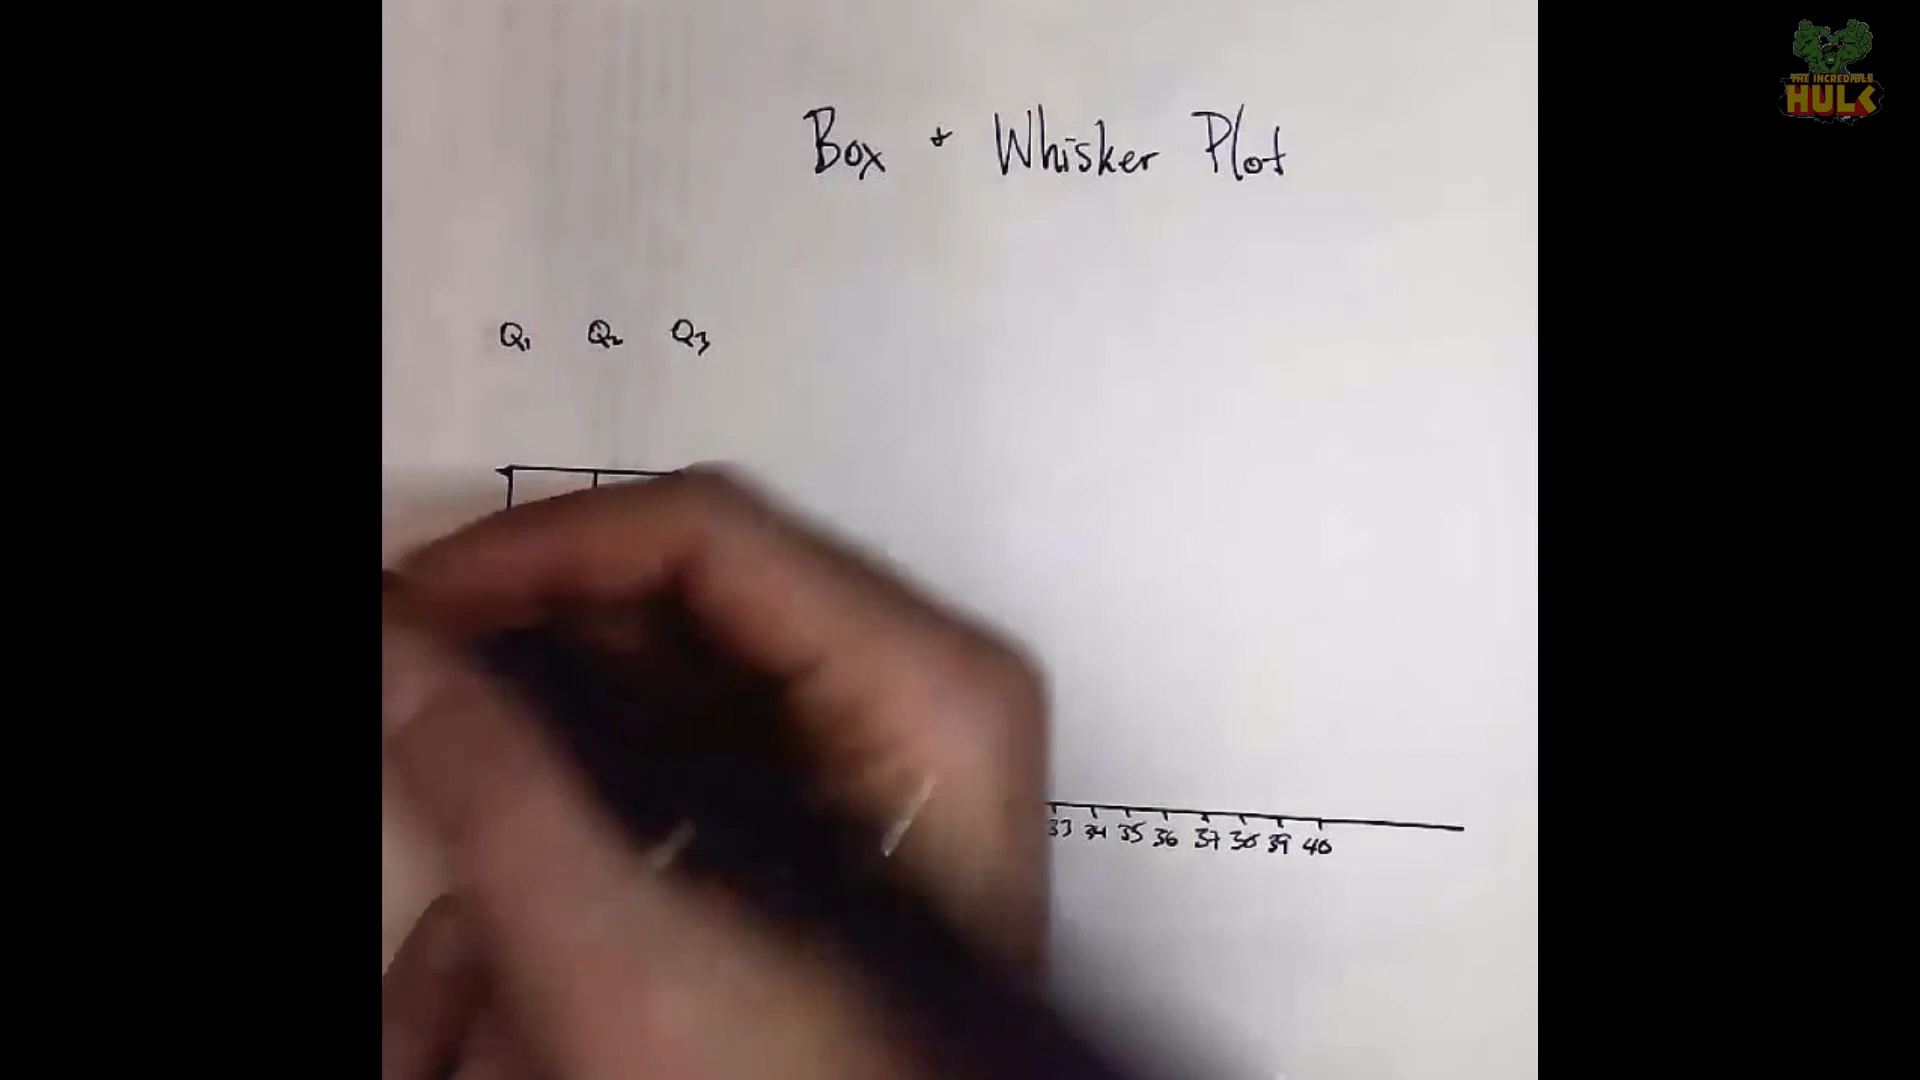 THE INCREDIBLE
HULK
Box + Whisker Plot
Q1 Q2 Q3
33 34 35 36 37 38 39 40